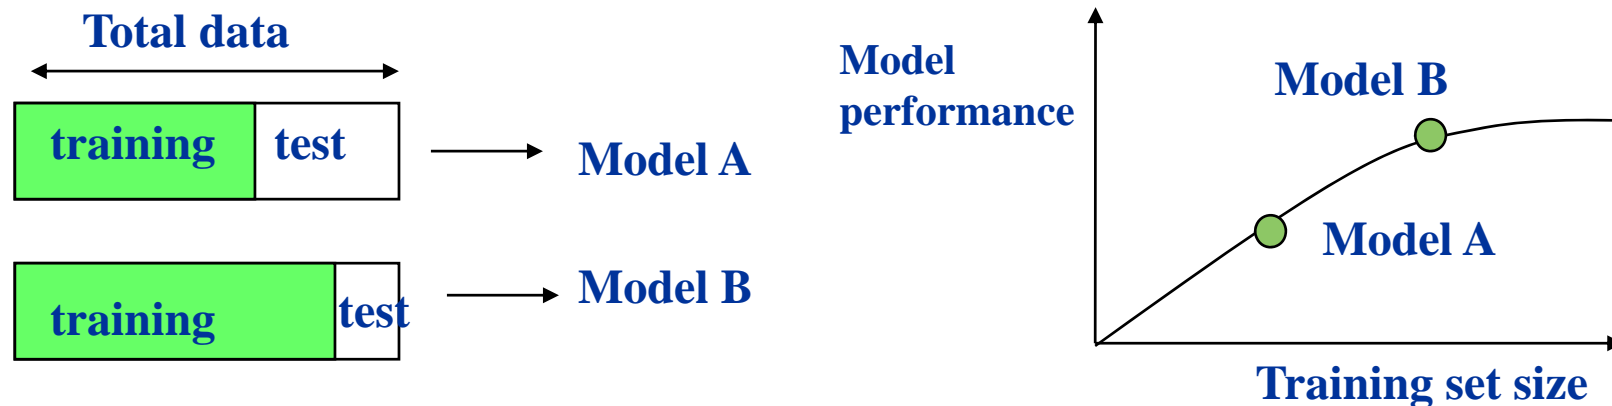 Total data
training
test
Model A
training
test
Model B
Model
performance
Model B
Model A
Training set size